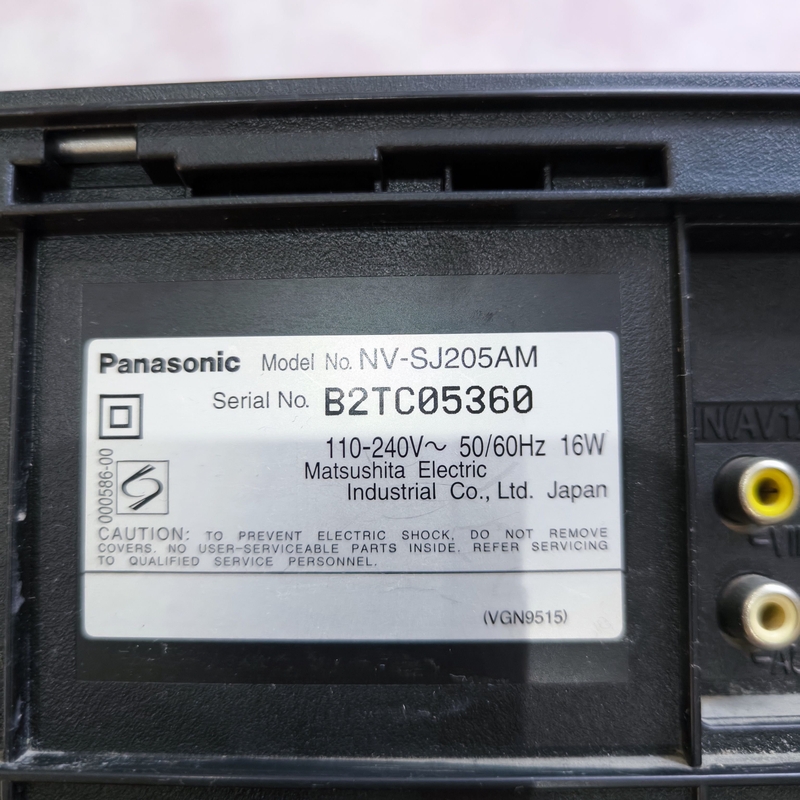 Panasonic Model No. NV-SJ205AM
Serial No. B2TC05360
110-240V～ 50/60Hz 16W
Matsushita Electric
Industrial Co., Ltd. Japan
000586-00
CAUTION: TO PREVENT ELECTRIC SHOCK, DO NOT REMOVE
COVERS. NO USER-SERVICEABLE PARTS INSIDE. REFER SERVICING
TO QUALIFIED SERVICE PERSONNEL.
(VGN9515)
IN(AV1)